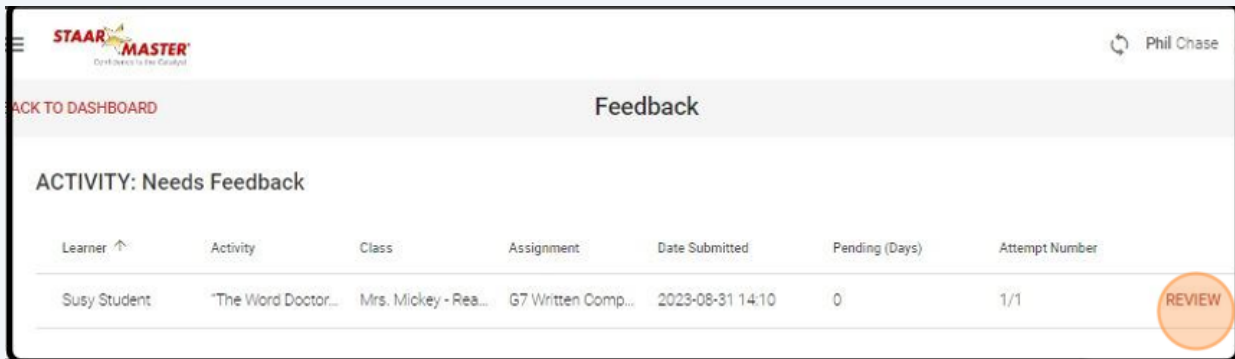 STAAR
MASTER
Phil Chase
ACK TO DASHBOARD
Feedback
ACTIVITY: Needs Feedback
Learner ↑ Activity Class Assignment Date Submitted Pending (Days) Attempt Number
Susy Student "The Word Doctor... Mrs. Mickey - Rea... G7 Written Comp... 2023-08-31 14:10 0 1/1 REVIEW